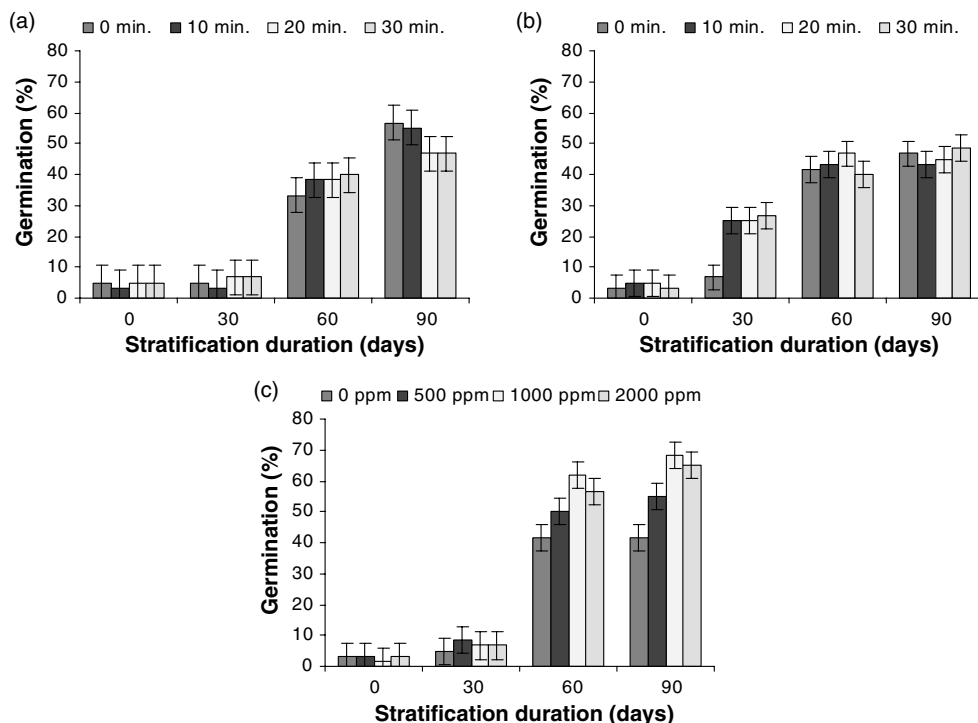 (a)
0 min. 10 min. 20 min. 30 min.
80
70
60
50
40
30
20
10
0
Germination (%)
0 30 60 90
Stratification duration (days)
(b)
0 min. 10 min. 20 min. 30 min.
80
70
60
50
40
30
20
10
0
Germination (%)
0 30 60 90
Stratification duration (days)
(c)
0 ppm 500 ppm 1000 ppm 2000 ppm
80
70
60
50
40
30
20
10
0
Germination (%)
0 30 60 90
Stratification duration (days)